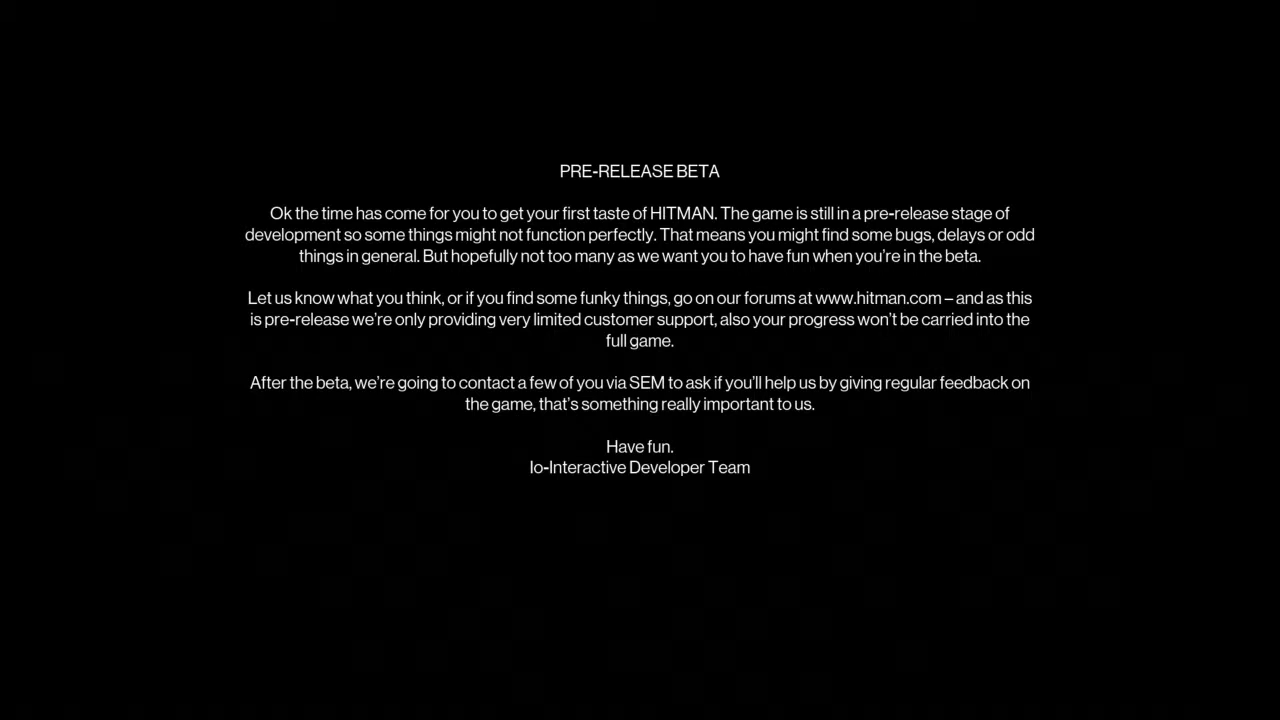 PRE-RELEASE BETA
Ok the time has come for you to get your first taste of HITMAN. The game is still in a pre-release stage of
development so some things might not function perfectly. That means you might find some bugs, delays or odd
things in general. But hopefully not too many as we want you to have fun when you're in the beta.
Let us know what you think, or if you find some funky things, go on our forums at www.hitman.com – and as this
is pre-release we're only providing very limited customer support, also your progress won't be carried into the
full game.
After the beta, we're going to contact a few of you via SEM to ask if you'll help us by giving regular feedback on
the game, that's something really important to us.
Have fun.
Io-Interactive Developer Team